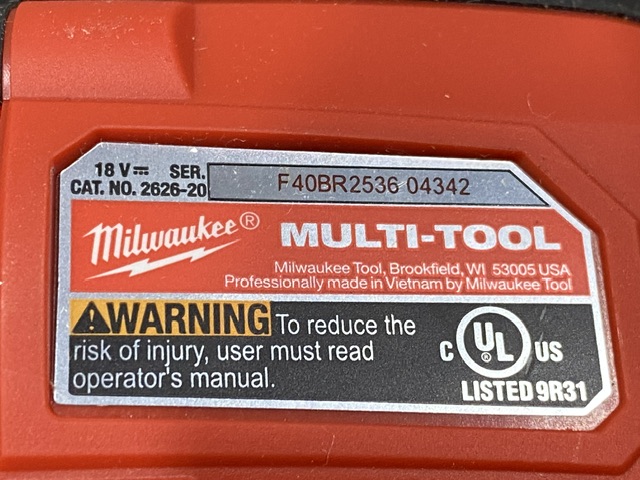 18 V⎓ SER. F40BR2536 04342
CAT. NO. 2626-20
Milwaukee® MULTI-TOOL
Milwaukee Tool, Brookfield, WI 53005 USA
Professionally made in Vietnam by Milwaukee Tool
⚠WARNING To reduce the
risk of injury, user must read
operator's manual.
C UL® US
LISTED 9R31